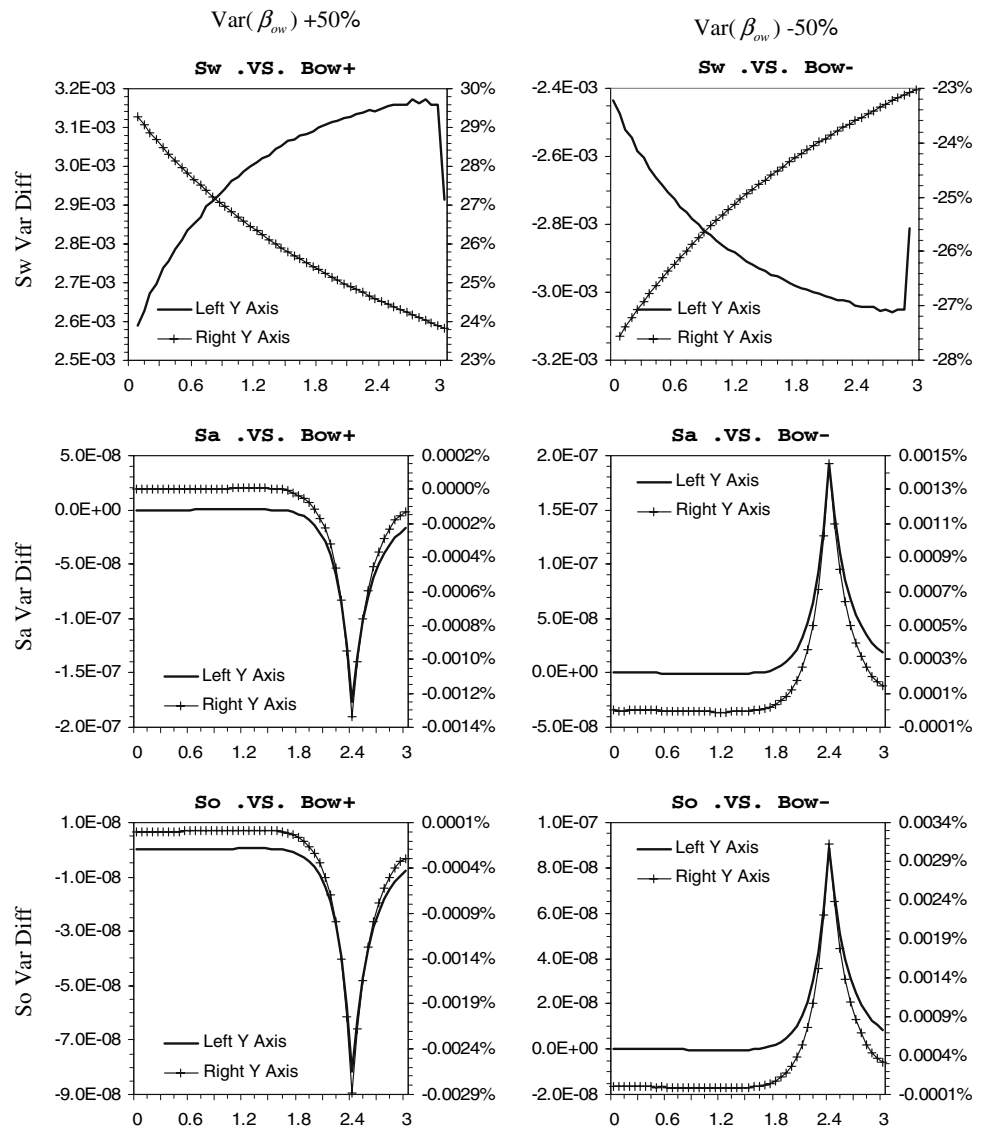 Var(β_ow) +50%
Var(β_ow) -50%
Sw .VS. Bow+
3.2E-03
3.1E-03
3.0E-03
2.9E-03
2.8E-03
2.7E-03
2.6E-03
2.5E-03
Sw Var Diff
30%
29%
28%
27%
26%
25%
24%
23%
Left Y Axis
Right Y Axis
0 0.6 1.2 1.8 2.4 3
Sw .VS. Bow-
-2.4E-03
-2.6E-03
-2.8E-03
-3.0E-03
-3.2E-03
-23%
-24%
-25%
-26%
-27%
-28%
Left Y Axis
Right Y Axis
0 0.6 1.2 1.8 2.4 3
Sa .VS. Bow+
5.0E-08
0.0E+00
-5.0E-08
-1.0E-07
-1.5E-07
-2.0E-07
Sa Var Diff
0.0002%
0.0000%
-0.0002%
-0.0004%
-0.0006%
-0.0008%
-0.0010%
-0.0012%
-0.0014%
Left Y Axis
Right Y Axis
0 0.6 1.2 1.8 2.4 3
Sa .VS. Bow-
2.0E-07
1.5E-07
1.0E-07
5.0E-08
0.0E+00
-5.0E-08
0.0015%
0.0013%
0.0011%
0.0009%
0.0007%
0.0005%
0.0003%
0.0001%
-0.0001%
Left Y Axis
Right Y Axis
0 0.6 1.2 1.8 2.4 3
So .VS. Bow+
1.0E-08
-1.0E-08
-3.0E-08
-5.0E-08
-7.0E-08
-9.0E-08
So Var Diff
0.0001%
-0.0004%
-0.0009%
-0.0014%
-0.0019%
-0.0024%
-0.0029%
Left Y Axis
Right Y Axis
0 0.6 1.2 1.8 2.4 3
So .VS. Bow-
1.0E-07
8.0E-08
6.0E-08
4.0E-08
2.0E-08
0.0E+00
-2.0E-08
0.0034%
0.0029%
0.0024%
0.0019%
0.0014%
0.0009%
0.0004%
-0.0001%
Left Y Axis
Right Y Axis
0 0.6 1.2 1.8 2.4 3